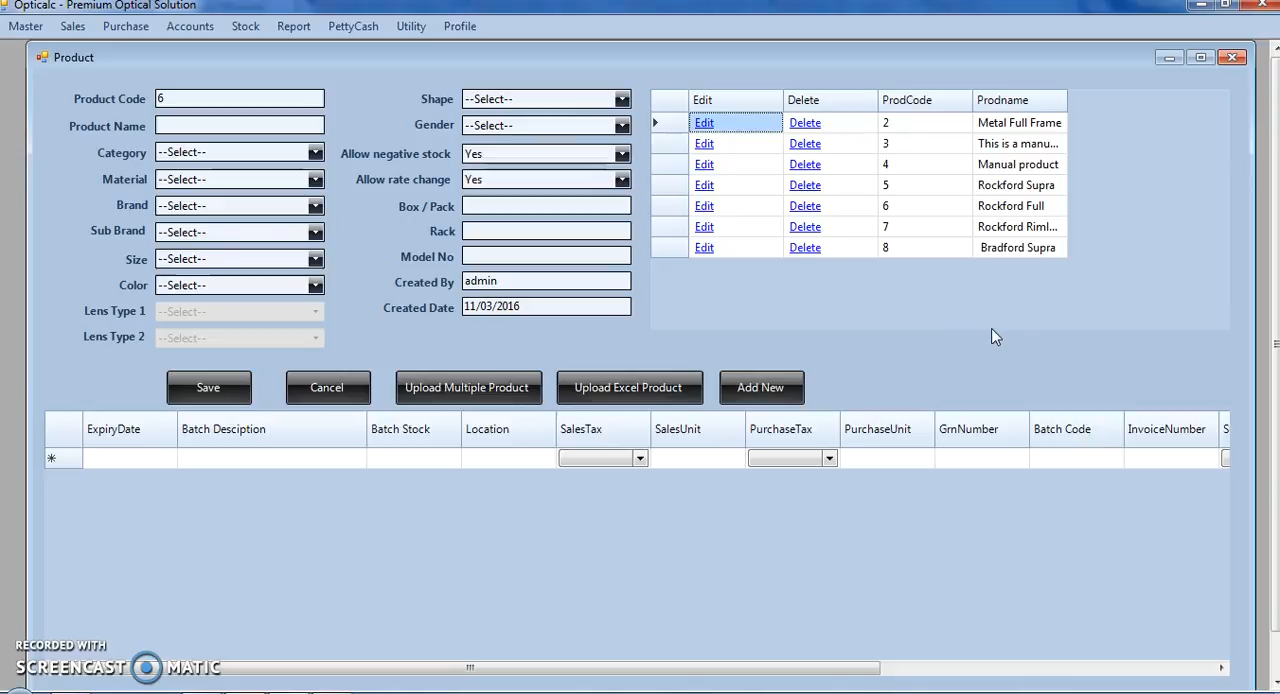 Opticalc - Premium Optical Solution
Master Sales Purchase Accounts Stock Report PettyCash Utility Profile
Product
Product Code 6
Product Name
Category --Select--
Material --Select--
Brand --Select--
Sub Brand --Select--
Size --Select--
Color --Select--
Lens Type 1 --Select--
Lens Type 2 --Select--
Shape --Select--
Gender --Select--
Allow negative stock Yes
Allow rate change Yes
Box / Pack
Rack
Model No
Created By admin
Created Date 11/03/2016
Edit Delete ProdCode Prodname
Edit Delete 2 Metal Full Frame
Edit Delete 3 This is a manu...
Edit Delete 4 Manual product
Edit Delete 5 Rockford Supra
Edit Delete 6 Rockford Full
Edit Delete 7 Rockford Riml...
Edit Delete 8 Bradford Supra
Save Cancel Upload Multiple Product Upload Excel Product Add New
ExpiryDate Batch Desciption Batch Stock Location SalesTax SalesUnit PurchaseTax PurchaseUnit GrnNumber Batch Code InvoiceNumber S
RECORDED WITH
SCREENCAST MATIC